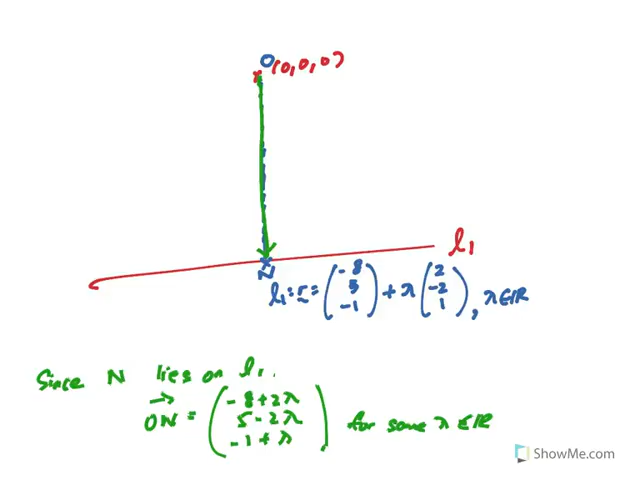 O(0,0,0)
l₁
N
l₁: r = (-8 5 -1) + λ(2 -2 1), λ∈ℝ
Since N lies on l₁.
ON = (-8+2λ 5-2λ -1+λ) for some λ∈ℝ
ShowMe.com